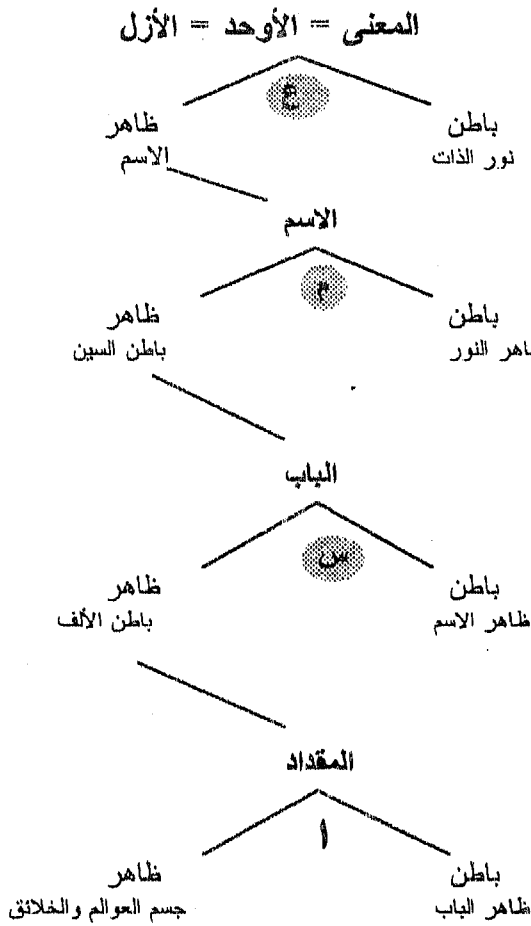 المعنى = الأوحد = الأزل
ع
باطن ظاهر
نور الذات الاسم
الاسم
م
باطن ظاهر
اهر النور باطن السين
الباب
س
باطن ظاهر
ظاهر الاسم باطن الألف
المقداد
ا
باطن ظاهر
ظاهر الباب جسم العوالم والخلائق